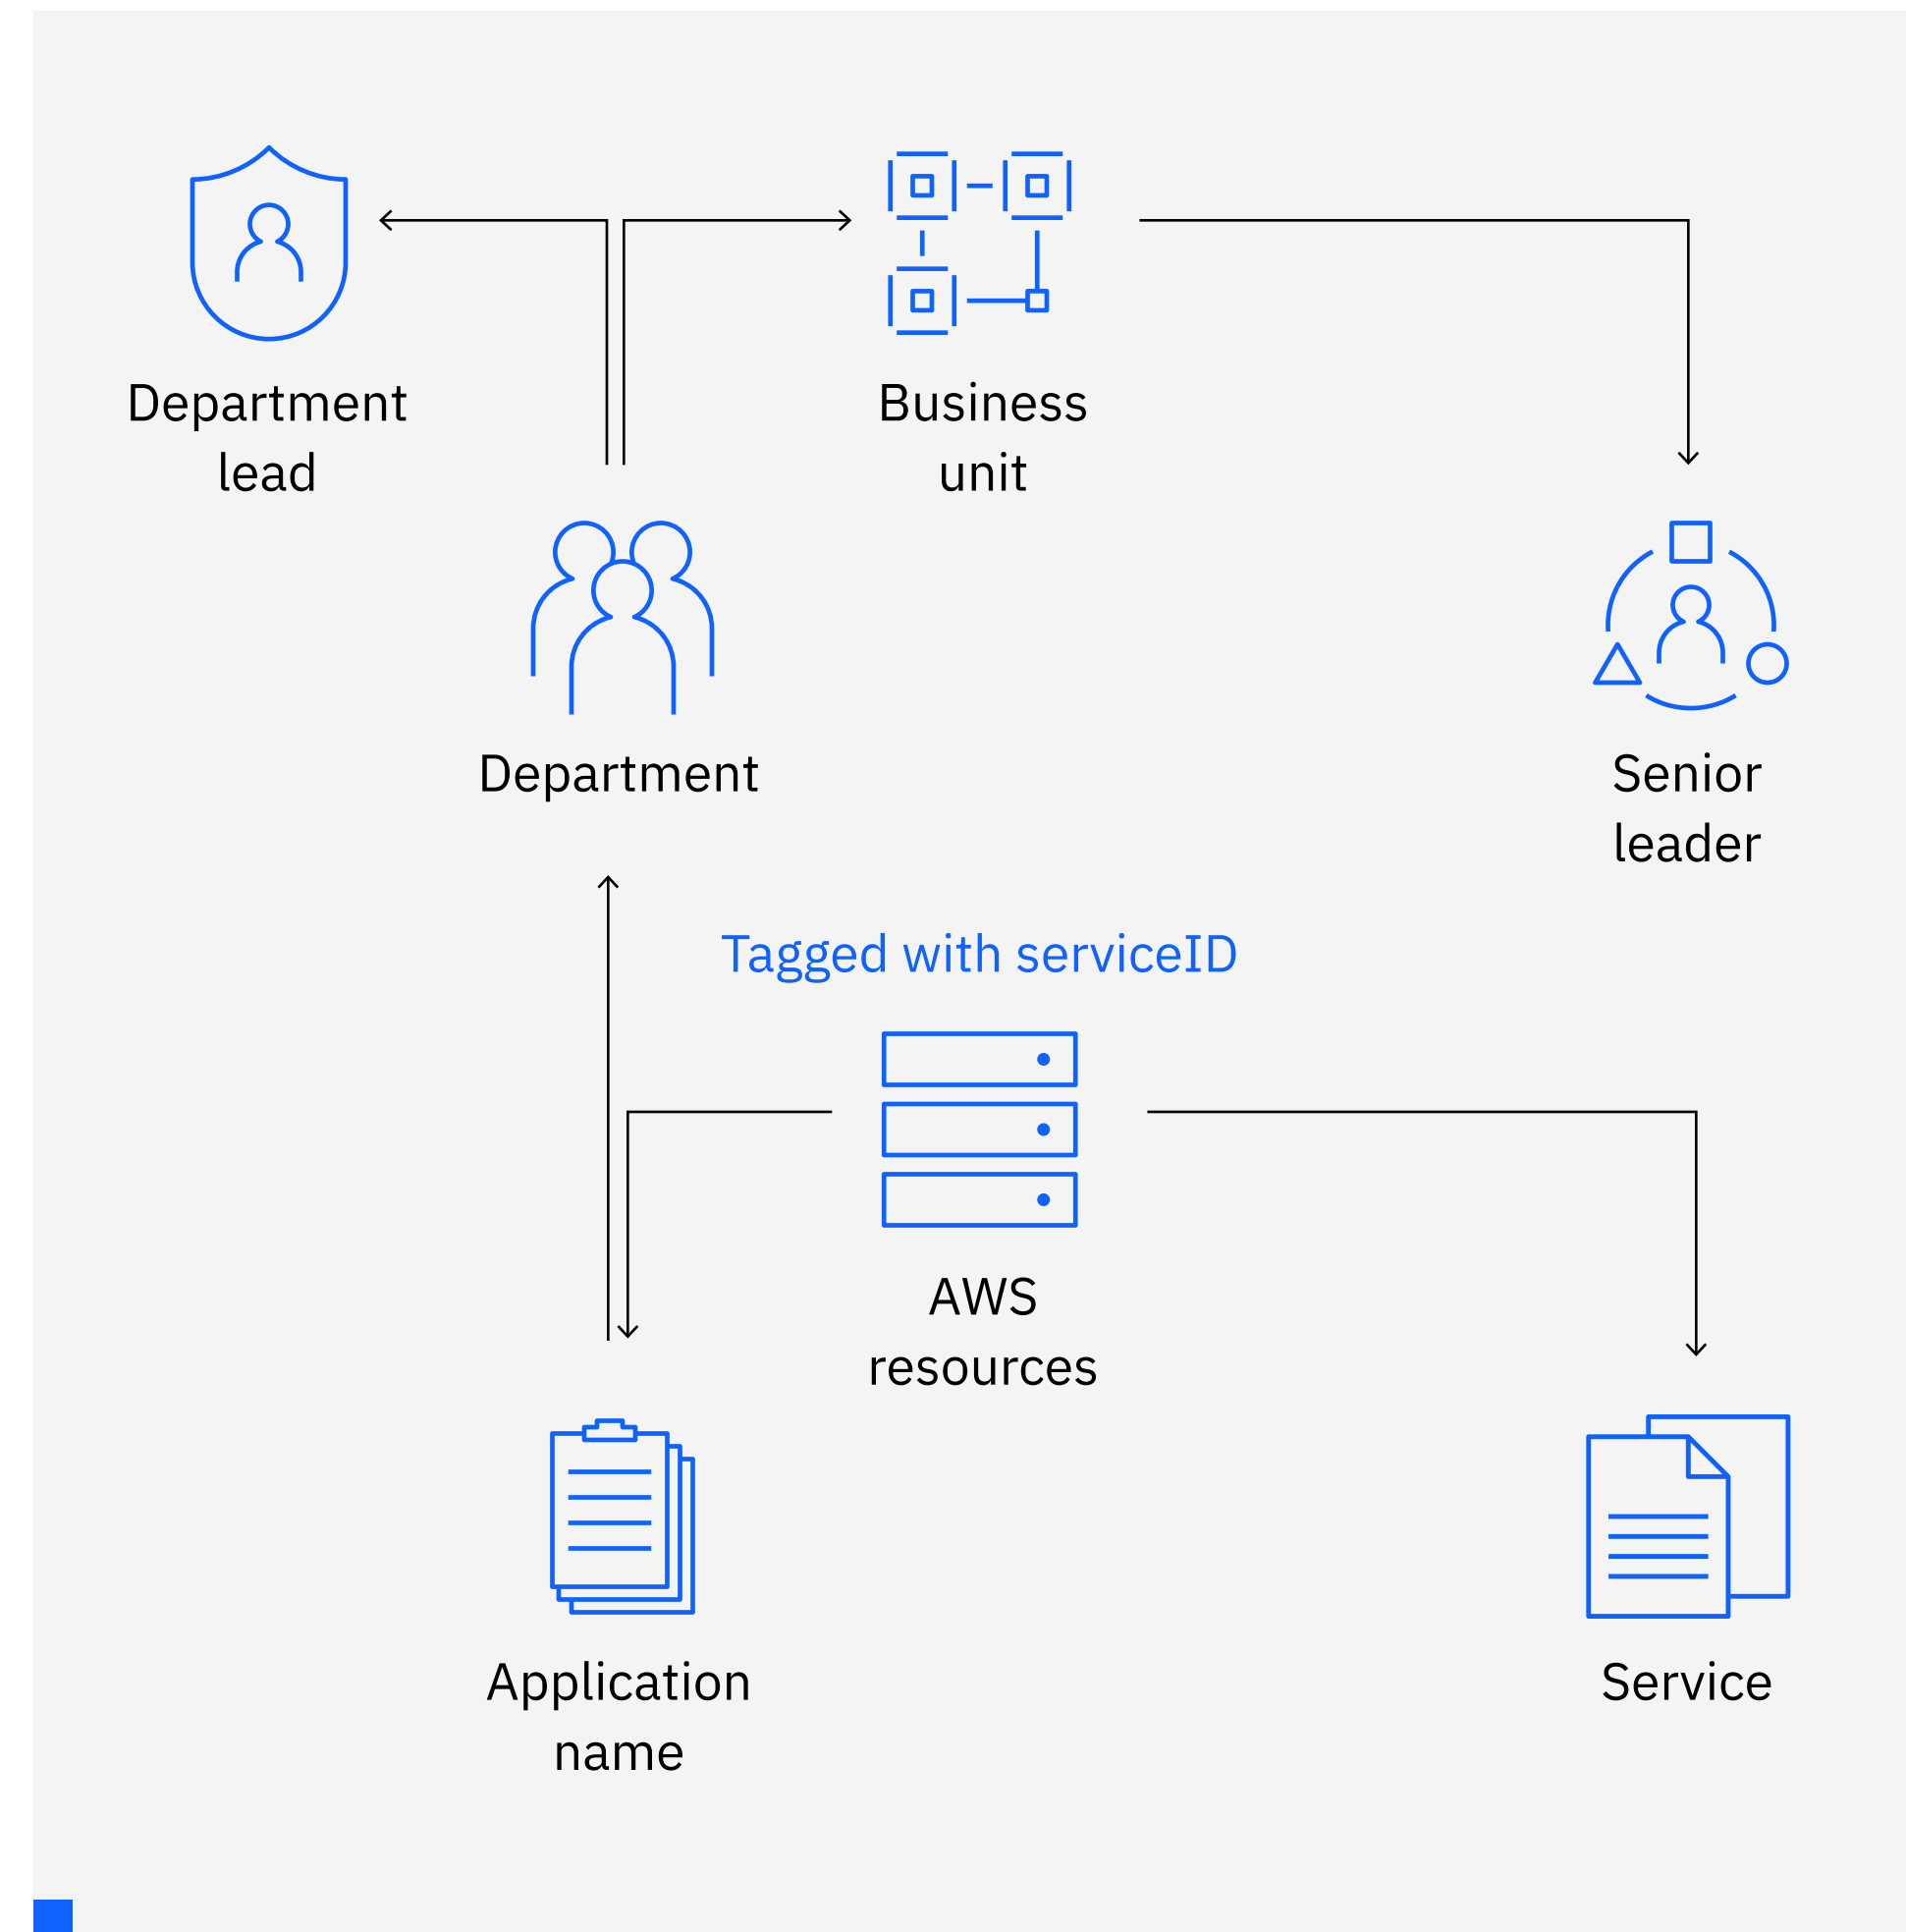 Department
lead
Business
unit
Department
Senior
leader
Tagged with serviceID
AWS
resources
Application
name
Service